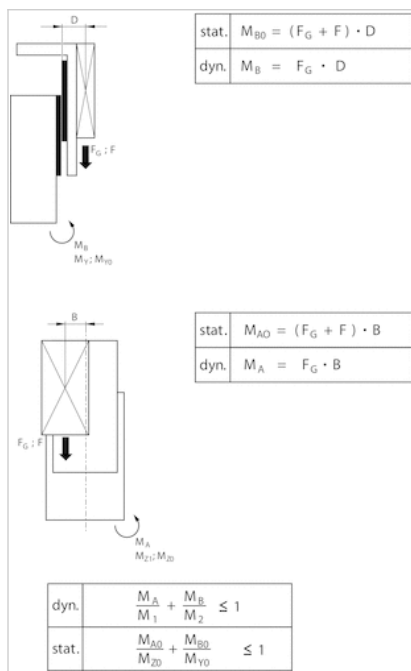 D
stat. M_B0 = (F_G + F) · D
dyn. M_B = F_G · D
F_G ; F
M_B
M_Y ; M_Y0
B
stat. M_AO = (F_G + F) · B
dyn. M_A = F_G · B
F_G ; F
M_A
M_Z1 ; M_Z0
dyn. M_A/M_1 + M_B/M_2 ≤ 1
stat. M_A0/M_Z0 + M_B0/M_Y0 ≤ 1